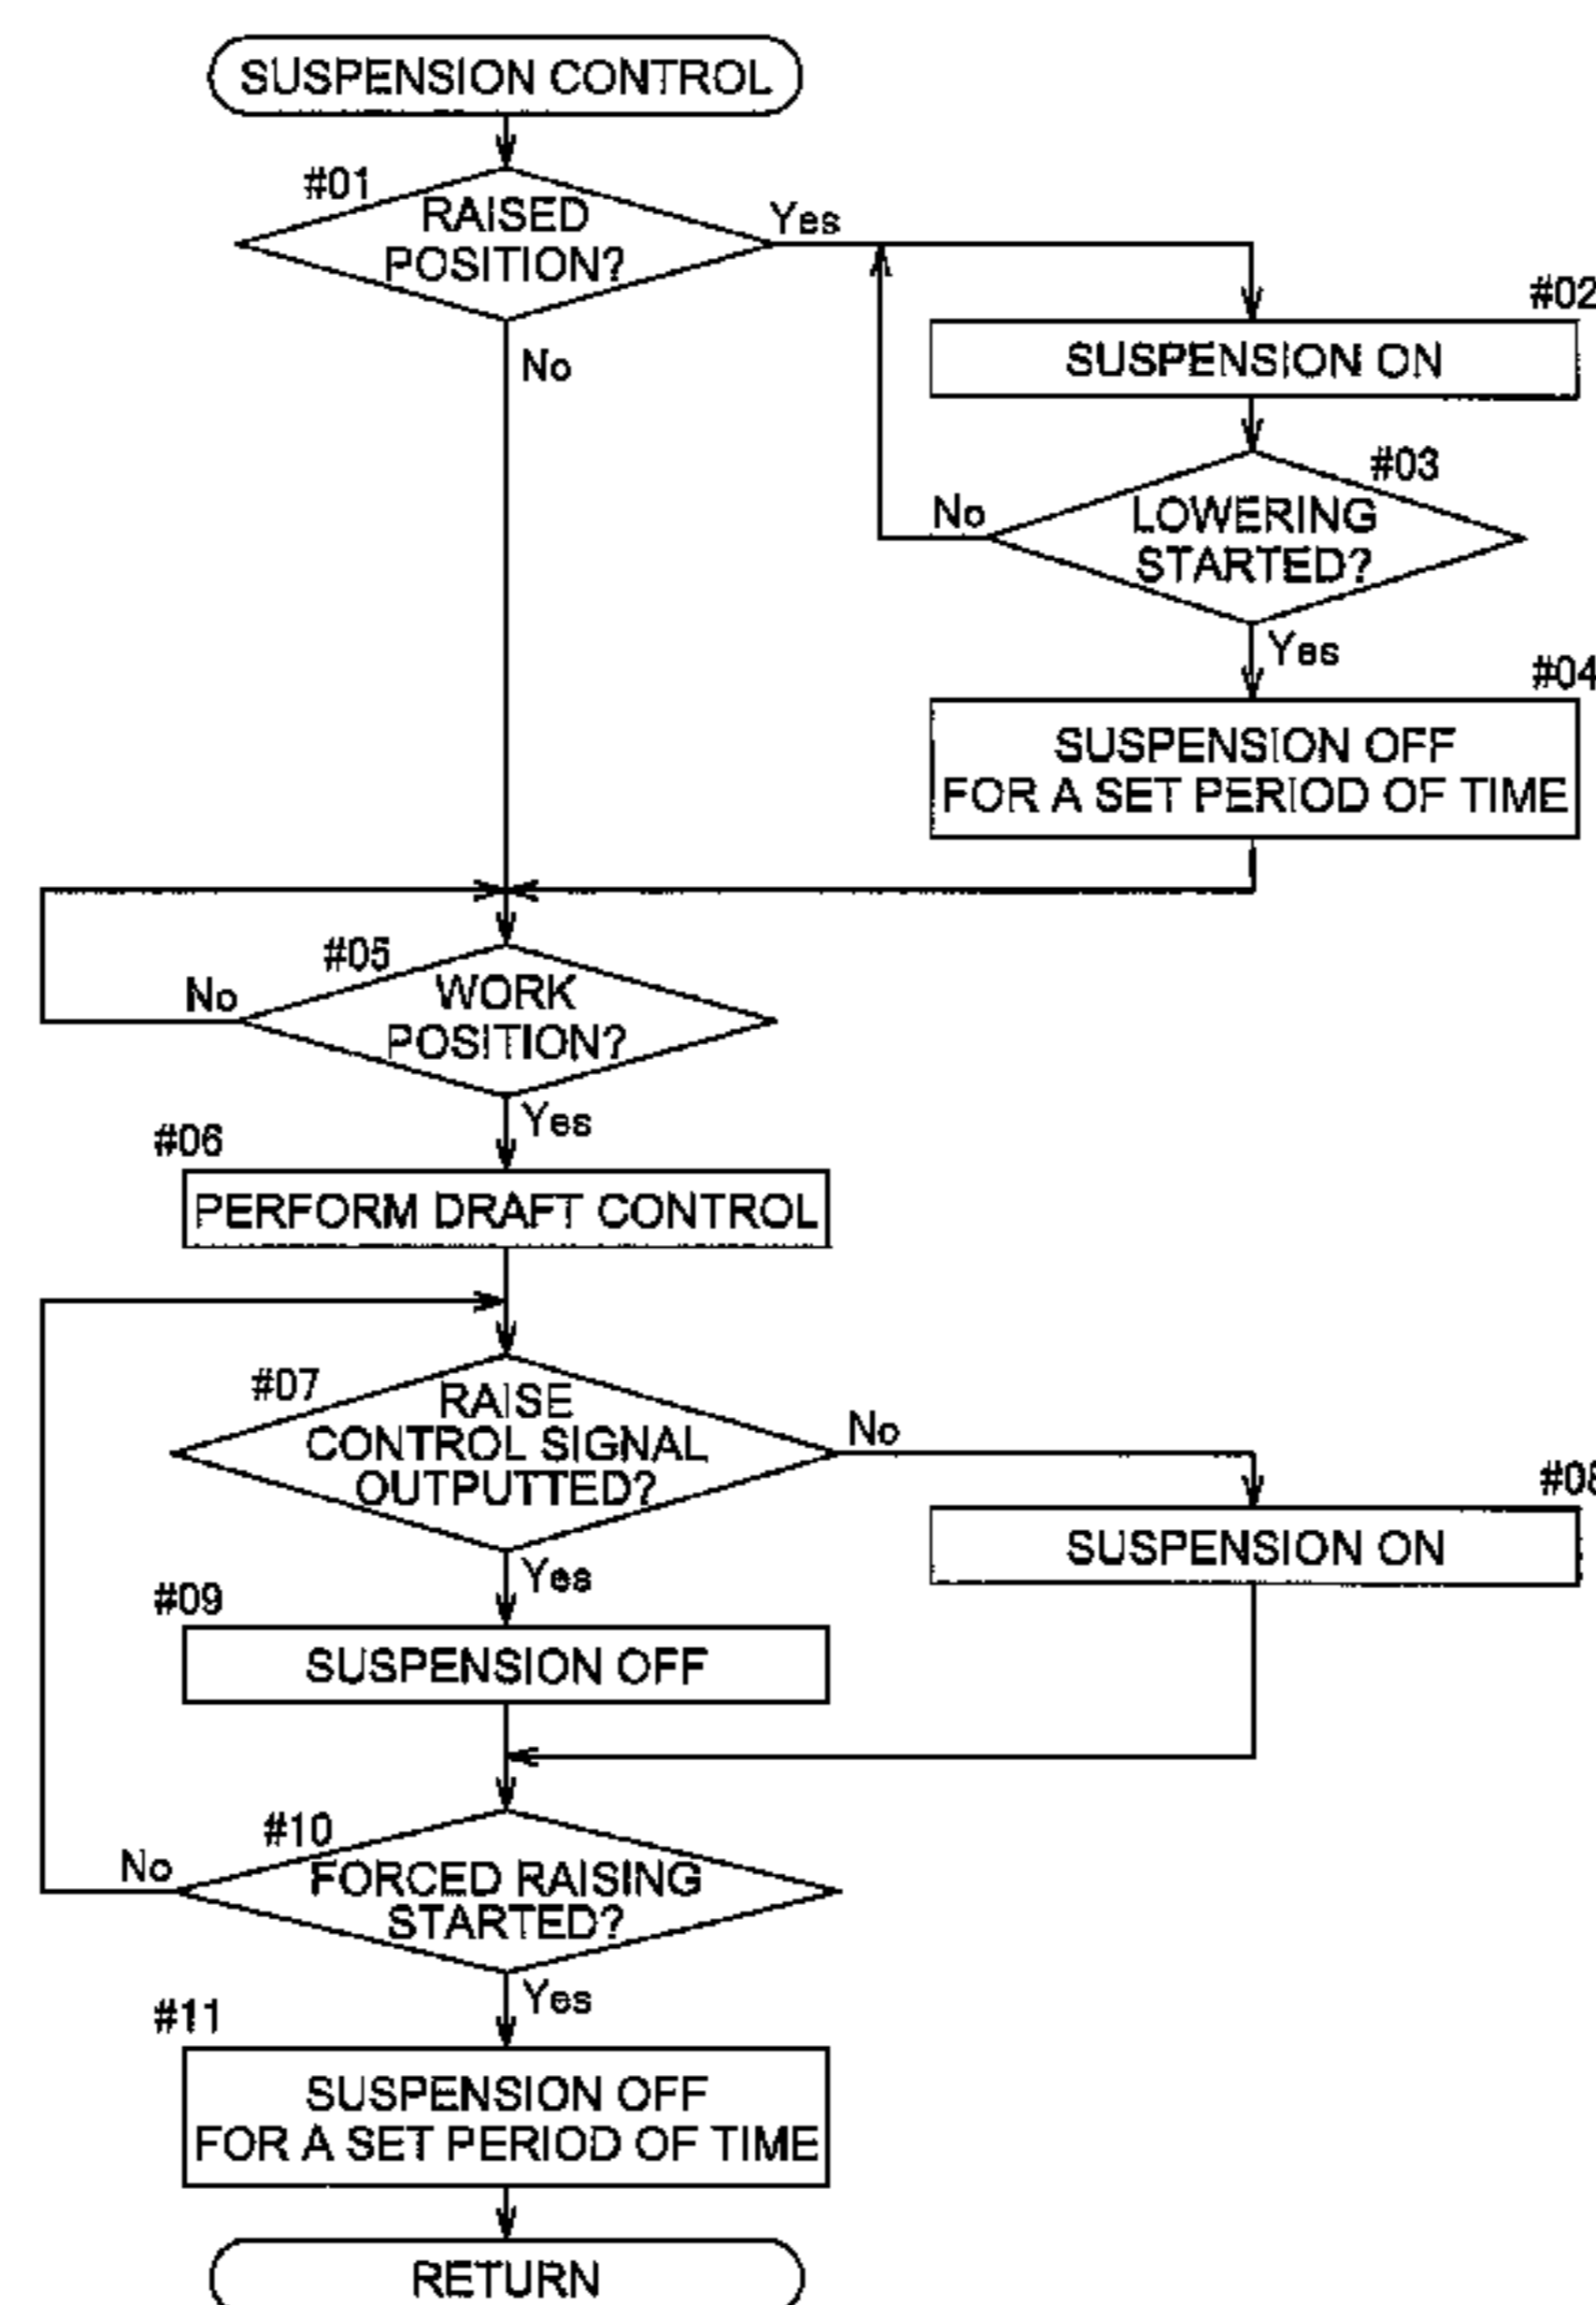 SUSPENSION CONTROL
#01
RAISED
POSITION?
Yes
No
#02
SUSPENSION ON
#03
LOWERING
STARTED?
No
Yes
#04
SUSPENSION OFF
FOR A SET PERIOD OF TIME
#05
WORK
POSITION?
No
Yes
#06
PERFORM DRAFT CONTROL
#07
RAISE
CONTROL SIGNAL
OUTPUTTED?
No
Yes
#08
SUSPENSION ON
#09
SUSPENSION OFF
#10
FORCED RAISING
STARTED?
No
Yes
#11
SUSPENSION OFF
FOR A SET PERIOD OF TIME
RETURN